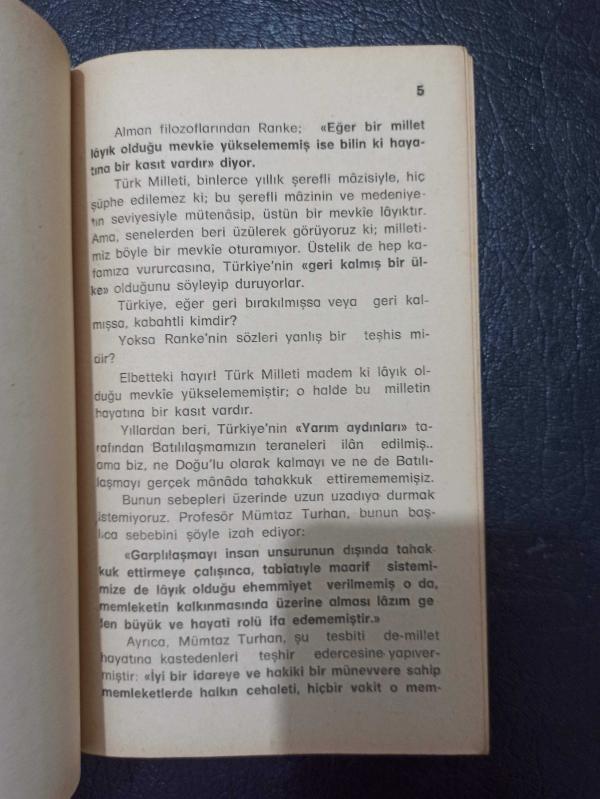 5
Alman filozoflarından Ranke; «Eğer bir millet
lâyık olduğu mevkie yükselememiş ise bilin ki haya-
tına bir kasıt vardır» diyor.
Türk Milleti, binlerce yıllık şerefli mâzisiyle, hiç
şüphe edilemez ki; bu şerefli mâzinin ve medeniye-
tın seviyesiyle mütenâsip, üstün bir mevkîe lâyıktır.
Ama, senelerden beri üzülerek görüyoruz ki; milleti-
miz böyle bir mevkîe oturamıyor. Üstelik de hep ka-
famıza vururcasına, Türkiye'nin «geri kalmış bir ül-
ke» olduğunu söyleyip duruyorlar.
Türkiye, eğer geri bırakılmışsa veya geri kal-
mışsa, kabahtli kimdir?
Yoksa Ranke'nin sözleri yanlış bir teşhis mi-
dir?
Elbetteki hayır! Türk Milleti madem ki lâyık ol-
duğu mevkîe yükselememiştir; o halde bu milletin
hayatına bir kasıt vardır.
Yıllardan beri, Türkiye'nin «Yarım aydınları» ta-
rafından Batılılaşmamızın teraneleri ilân edilmiş..
ama biz, ne Doğu'lu olarak kalmayı ve ne de Batılı-
laşmayı gerçek mânâda tahakkuk ettirememişiz.
Bunun sebepleri üzerinde uzun uzadıya durmak
istemiyoruz. Profesör Mümtaz Turhan, bunun baş-
lıca sebebini şöyle izah ediyor:
«Garplılaşmayı insan unsurunun dışında tahak
kuk ettirmeye çalışınca, tabiatıyle maarif sistemi-
mize de lâyık olduğu ehemmiyet verilmemiş o da,
memleketin kalkınmasında üzerine alması lâzım ge
len büyük ve hayati rolü ifa edememiştir.»
Ayrıca, Mümtaz Turhan, şu tesbiti de-millet
hayatına kastedenleri teşhir edercesine-yapıver-
miştir: «İyi bir idareye ve hakiki bir münevvere sahip
memleketlerde halkın cehaleti, hiçbir vakit o mem-